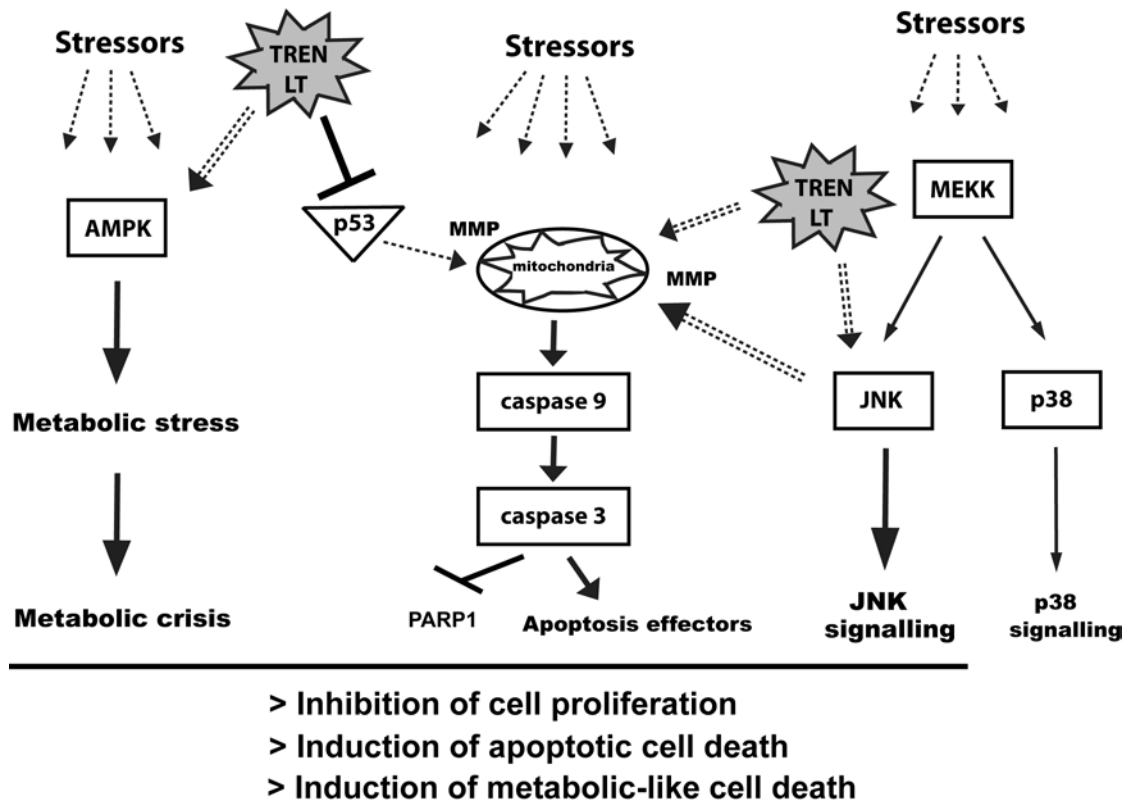 Stressors
TREN
LT
Stressors
Stressors
AMPK
p53
MMP
mitochondria
MMP
TREN
LT
MEKK
Metabolic stress
caspase 9
JNK
p38
caspase 3
Metabolic crisis
PARP1
Apoptosis effectors
JNK
signalling
p38
signalling
> Inhibition of cell proliferation
> Induction of apoptotic cell death
> Induction of metabolic-like cell death